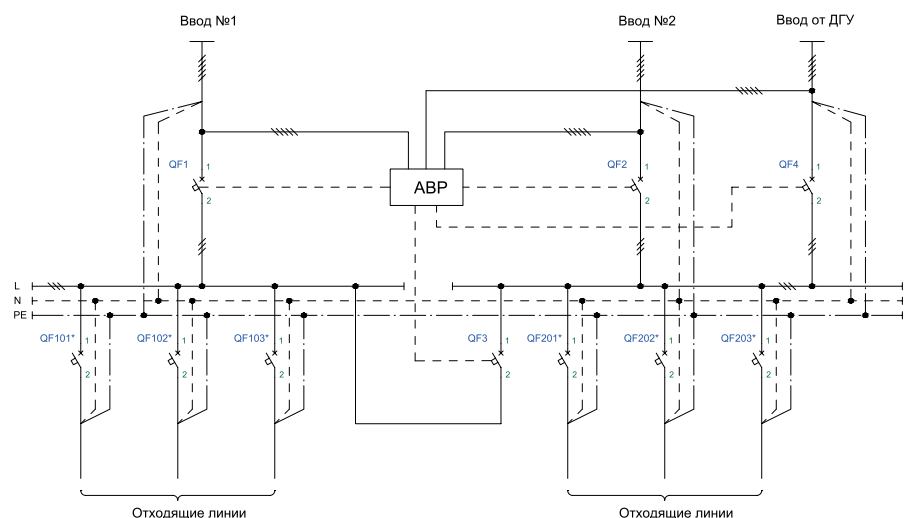 Ввод №1
Ввод №2
Ввод от ДГУ
QF1
1
2
АВР
QF2
1
2
QF4
1
2
L
N
PE
QF101*
1
2
QF102*
1
2
QF103*
1
2
QF3
1
2
QF201*
1
2
QF202*
1
2
QF203*
1
2
Отходящие линии
Отходящие линии